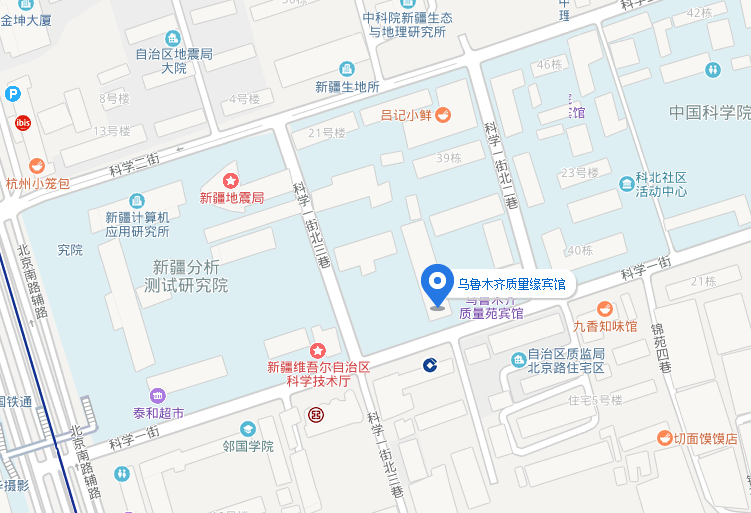 金坤大厦
自治区地震局
大院
中科院新疆生态
与地理研究所
42栋
新疆生地所
46栋
8号楼
4号楼
13号楼
21号楼
吕记小鲜
39栋
宾馆
中国科学院
ibis
P
杭州小笼包
科学二街
新疆地震局
科学一街北三巷
科学一街北二巷
23号楼
科北社区
活动中心
新疆计算机
应用研究所
究院
新疆分析
测试研究院
北京南路辅路
40栋
科学一街
21栋
乌鲁木齐质量缘宾馆
乌鲁木齐
质量苑宾馆
九香知味馆
锦苑四巷
新疆维吾尔自治区
科学技术厅
自治区质监局
北京路住宅区
国铁通
泰和超市
住宅5号楼
科学一街
邻国学院
科学一街北三巷
北京南路辅路
切面馍馍店
摄影